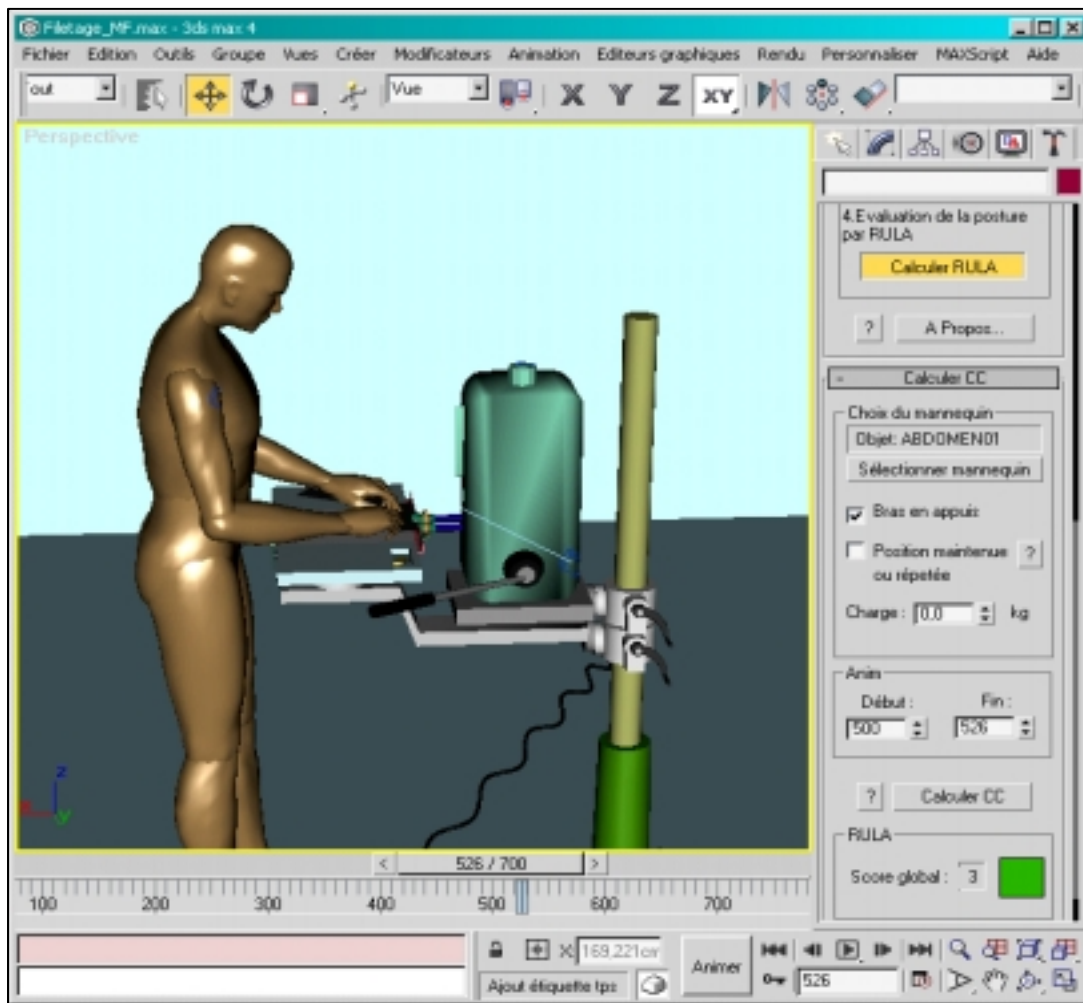 Filetage_MF.max - 3ds max 4
Fichier Edition Outils Groupe Vues Créer Modificateurs Animation Editeurs graphiques Rendu Personnaliser MAXScript Aide
out Vue X Y Z XY
Perspective
4.Evaluation de la posture
par RULA
Calculer RULA
? A Propos...
- Calculer CC
Choix du mannequin
Objet: ABDOMEN01
Sélectionner mannequin
Bras en appuis
Position maintenue ?
ou répetée
Charge : 0.0 kg
Anim
Début : Fin :
500 526
? Calculer CC
RULA
Score global : 3
z
y
< 526 / 700 >
100 200 300 400 500 600 700
X: 169,221cm
Animer
Ajout étiquette tps
526